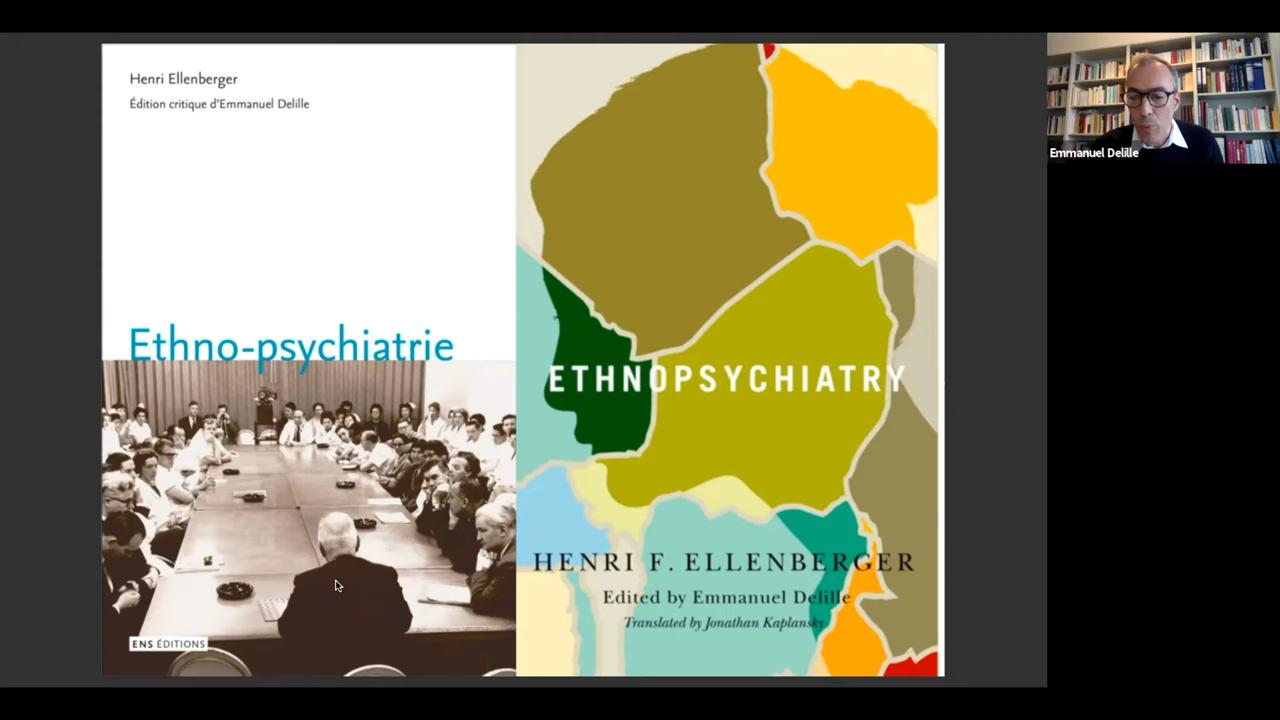 Henri Ellenberger
Édition critique d'Emmanuel Delille
Ethno-psychiatrie
ENS ÉDITIONS
ETHNOPSYCHIATRY
HENRI F. ELLENBERGER
Edited by Emmanuel Delille
Translated by Jonathan Kaplansky
Emmanuel Delille